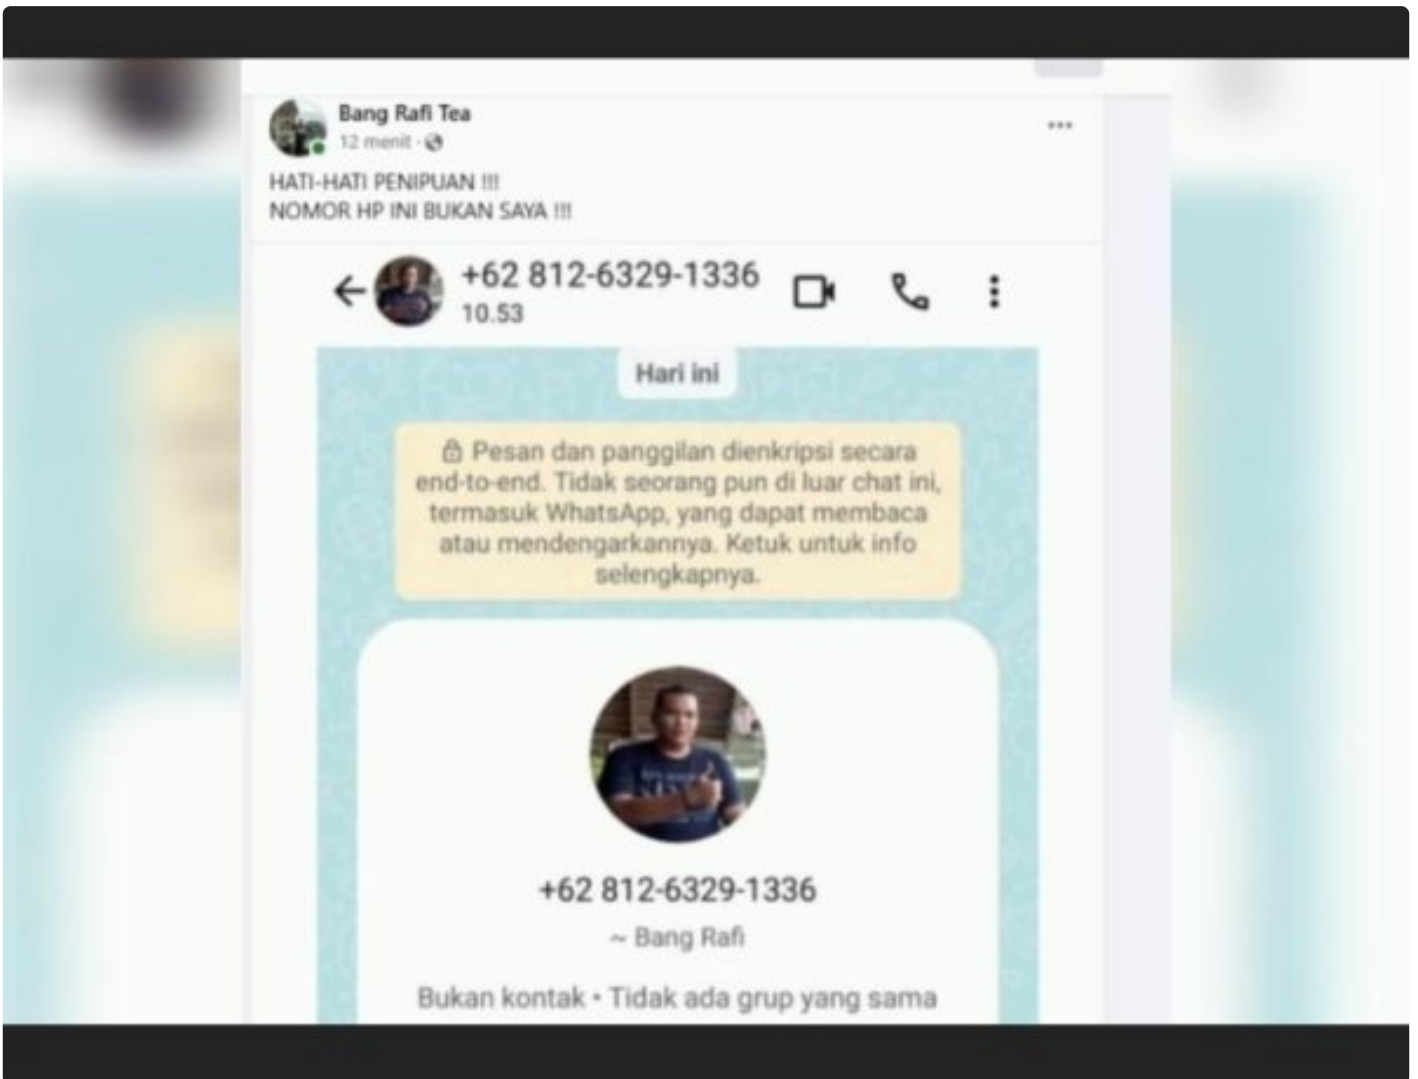 Bang Rafi Tea
12 menit ·
HATI-HATI PENIPUAN !!!
NOMOR HP INI BUKAN SAYA !!!
+62 812-6329-1336
10.53
Hari ini
Pesan dan panggilan dienkripsi secara
end-to-end. Tidak seorang pun di luar chat ini,
termasuk WhatsApp, yang dapat membaca
atau mendengarkannya. Ketuk untuk info
selengkapnya.
+62 812-6329-1336
~ Bang Rafi
Bukan kontak • Tidak ada grup yang sama